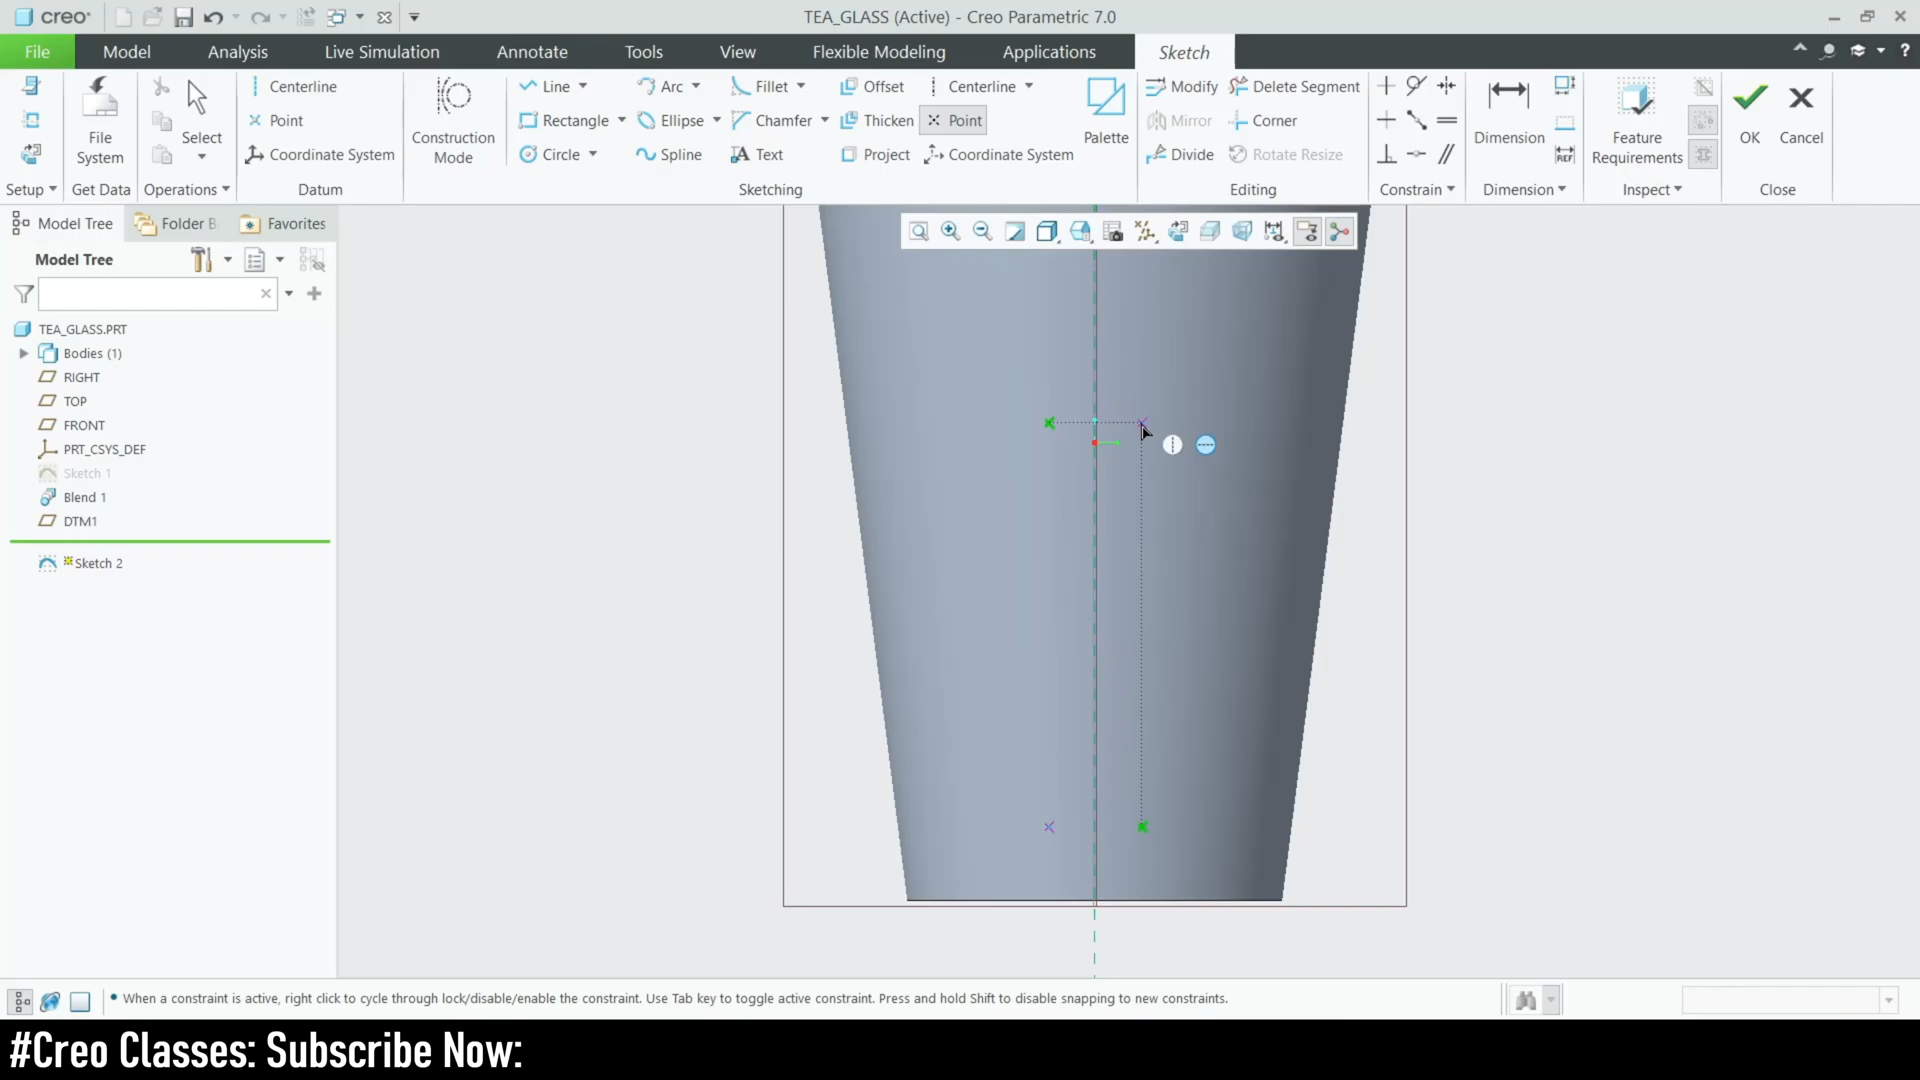 creo
TEA_GLASS (Active) - Creo Parametric 7.0
File
Model
Analysis
Live Simulation
Annotate
Tools
View
Flexible Modeling
Applications
Sketch
File System
Select
Centerline
Point
Coordinate System
Construction Mode
Line
Rectangle
Circle
Arc
Ellipse
Spline
Fillet
Chamfer
Text
Offset
Thicken
Project
Centerline
Point
Coordinate System
Palette
Modify
Mirror
Divide
Delete Segment
Corner
Rotate Resize
Dimension
REF
Feature Requirements
OK
Cancel
Setup
Get Data
Operations
Datum
Sketching
Editing
Constrain
Dimension
Inspect
Close
Model Tree
Folder B
Favorites
Model Tree
TEA_GLASS.PRT
Bodies (1)
RIGHT
TOP
FRONT
PRT_CSYS_DEF
Sketch 1
Blend 1
DTM1
Sketch 2
When a constraint is active, right click to cycle through lock/disable/enable the constraint. Use Tab key to toggle active constraint. Press and hold Shift to disable snapping to new constraints.
#Creo Classes: Subscribe Now: